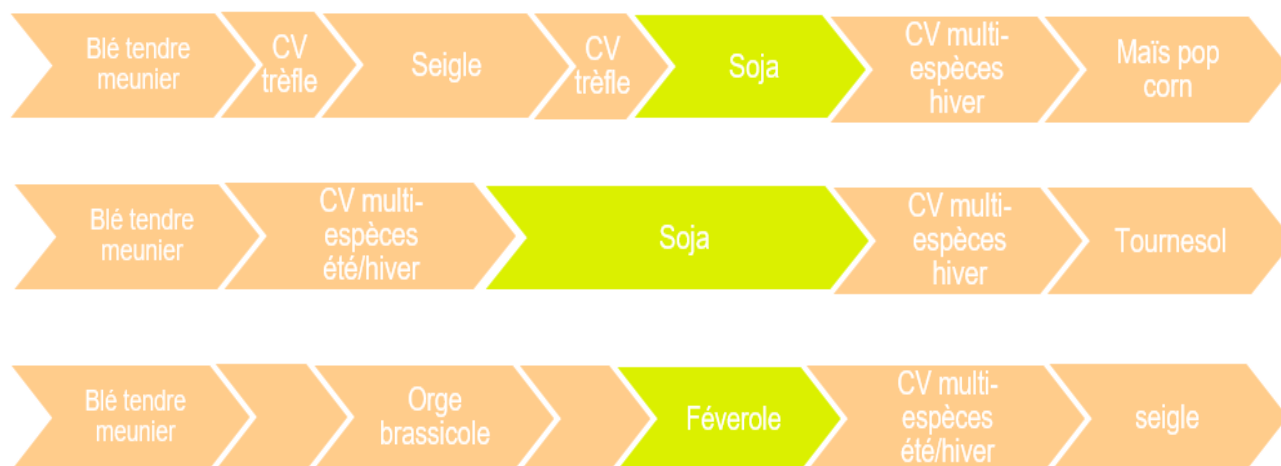 Blé tendre
meunier
CV
trèfle
Seigle
CV
trèfle
Soja
CV multi-
espèces
hiver
Maïs pop
corn
Blé tendre
meunier
CV multi-
espèces
été/hiver
Soja
CV multi-
espèces
hiver
Tournesol
Blé tendre
meunier
Orge
brassicole
Féverole
CV multi-
espèces
été/hiver
seigle